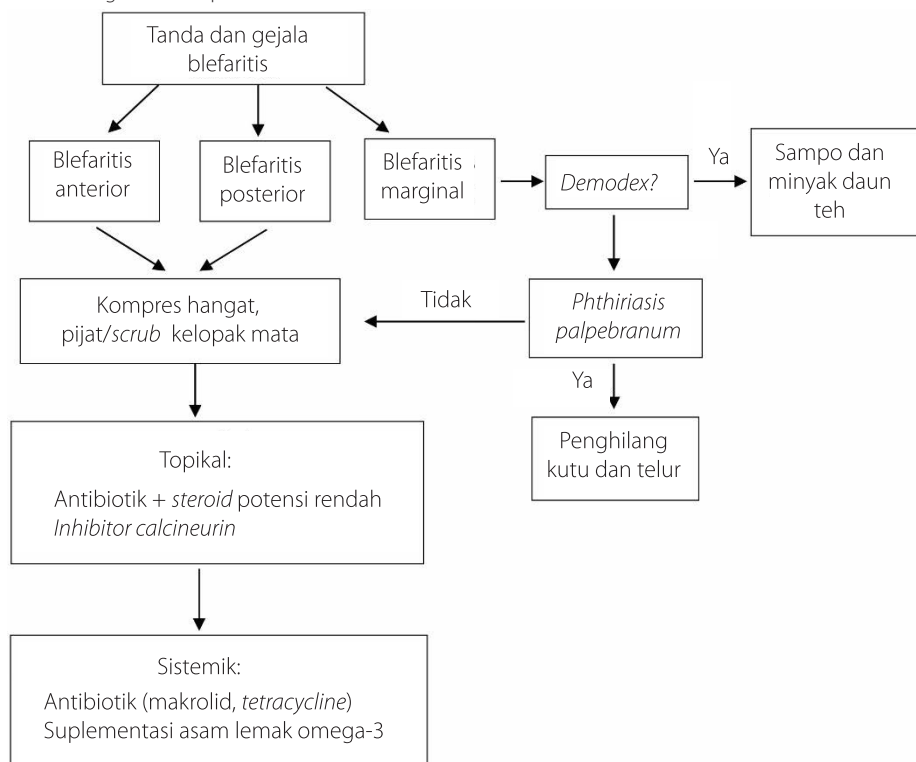 Tanda dan gejala
blefaritis
Blefaritis
anterior
Blefaritis
posterior
Blefaritis
marginal
Demodex?
Ya
Sampo dan
minyak daun
teh
Kompres hangat,
pijat/scrub kelopak mata
Tidak
Phthiriasis
palpebranum
Ya
Penghilang
kutu dan telur
Topikal:
Antibiotik + steroid potensi rendah
Inhibitor calcineurin
Sistemik:
Antibiotik (makrolid, tetracycline)
Suplementasi asam lemak omega-3